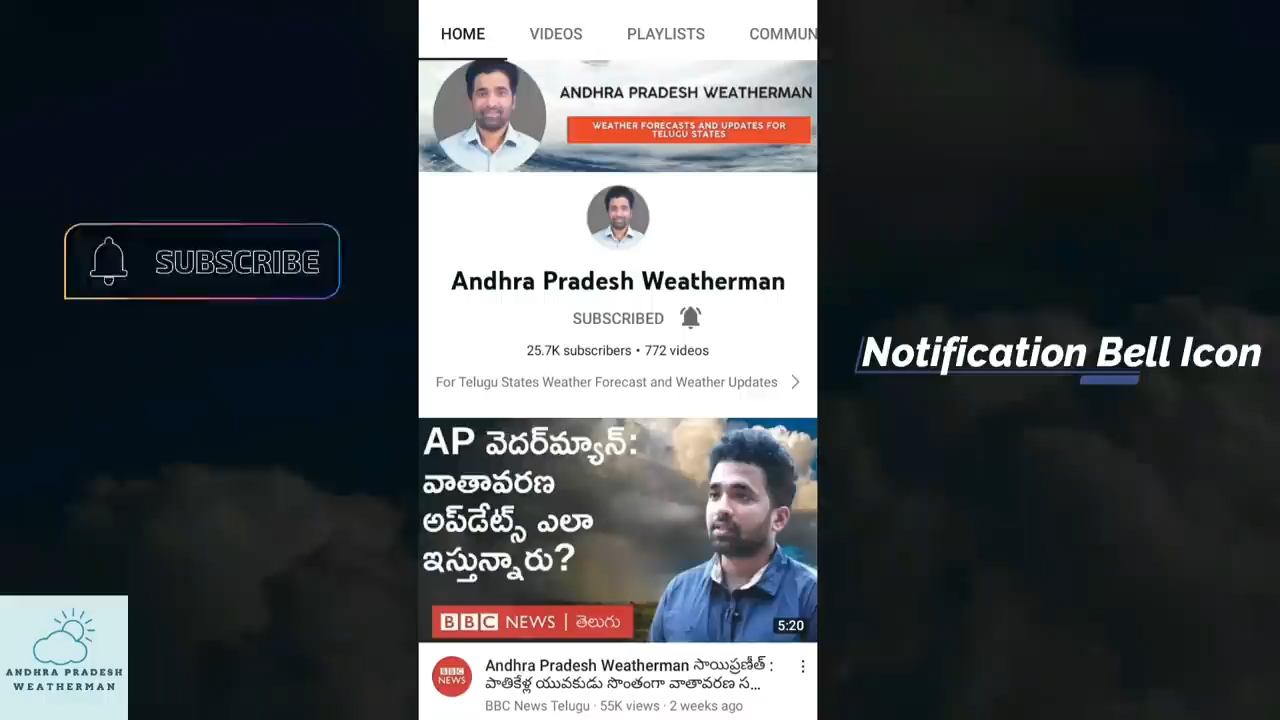 HOME VIDEOS PLAYLISTS COMMUN
ANDHRA PRADESH WEATHERMAN
WEATHER FORECASTS AND UPDATES FOR
TELUGU STATES
SUBSCRIBE
Andhra Pradesh Weatherman
SUBSCRIBED
25.7K subscribers • 772 videos
For Telugu States Weather Forecast and Weather Updates
Notification Bell Icon
AP వెదర్‌మ్యాన్:
వాతావరణ
అప్‌డేట్స్ ఎలా
ఇస్తున్నారు?
BBC NEWS | తెలుగు
5:20
BBC
NEWS
Andhra Pradesh Weatherman సాయిప్రణీత్ :
పాతికేళ్ల యువకుడు సొంతంగా వాతావరణ స...
BBC News Telugu · 55K views · 2 weeks ago
ANDHRA PRADESH
WEATHERMAN